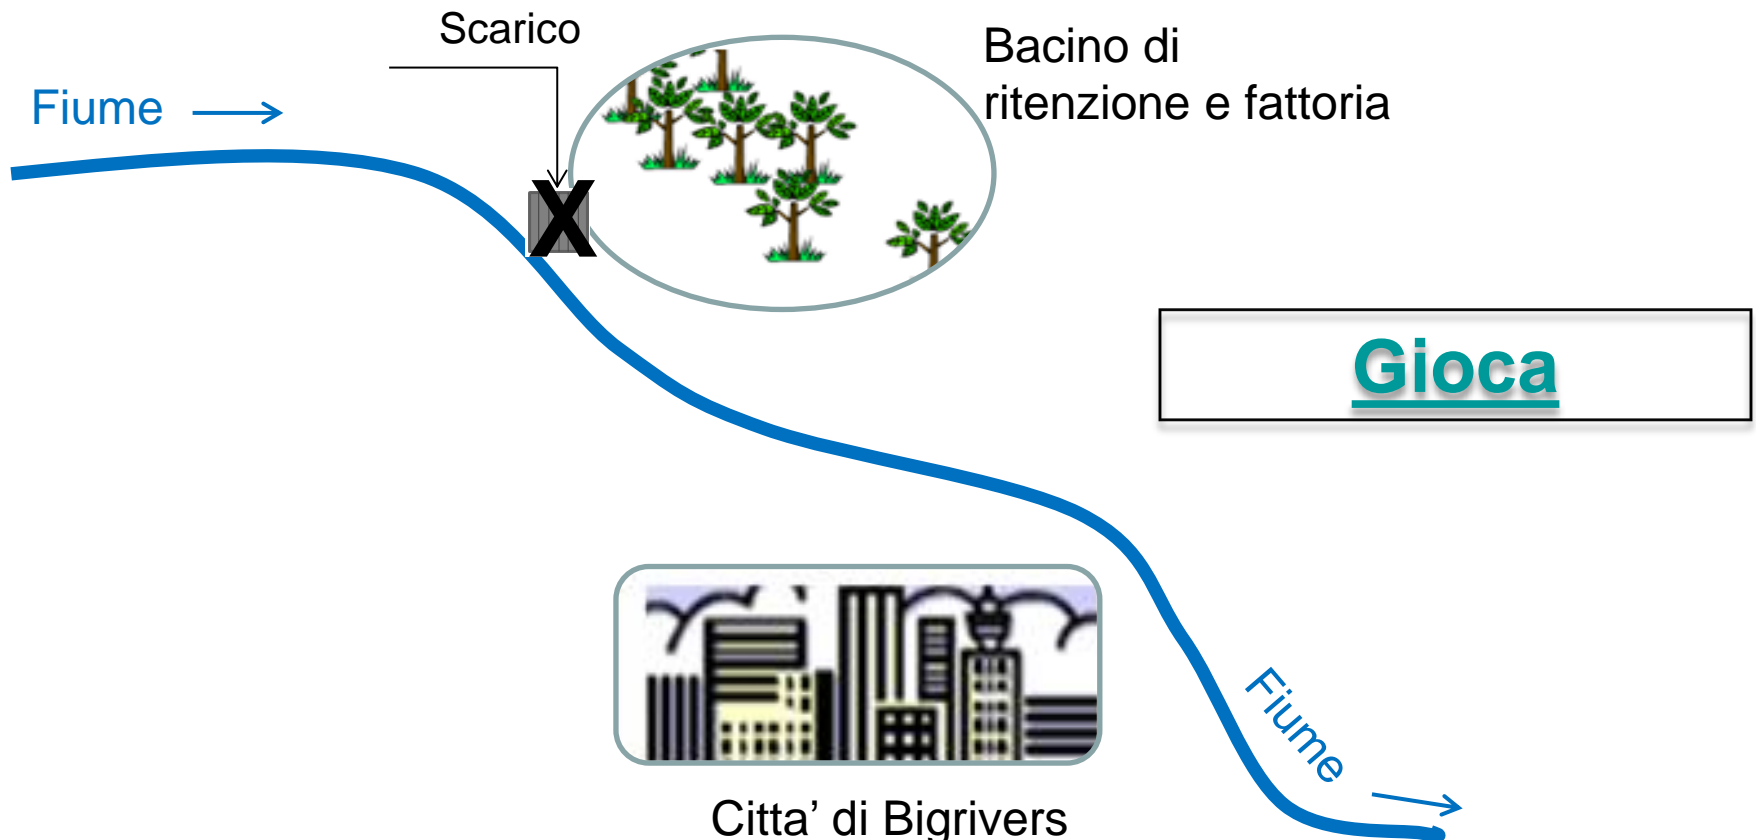 Scarico
Bacino di
ritenzione e fattoria
Fiume
X
Gioca
Fiume
Citta’ di Bigrivers